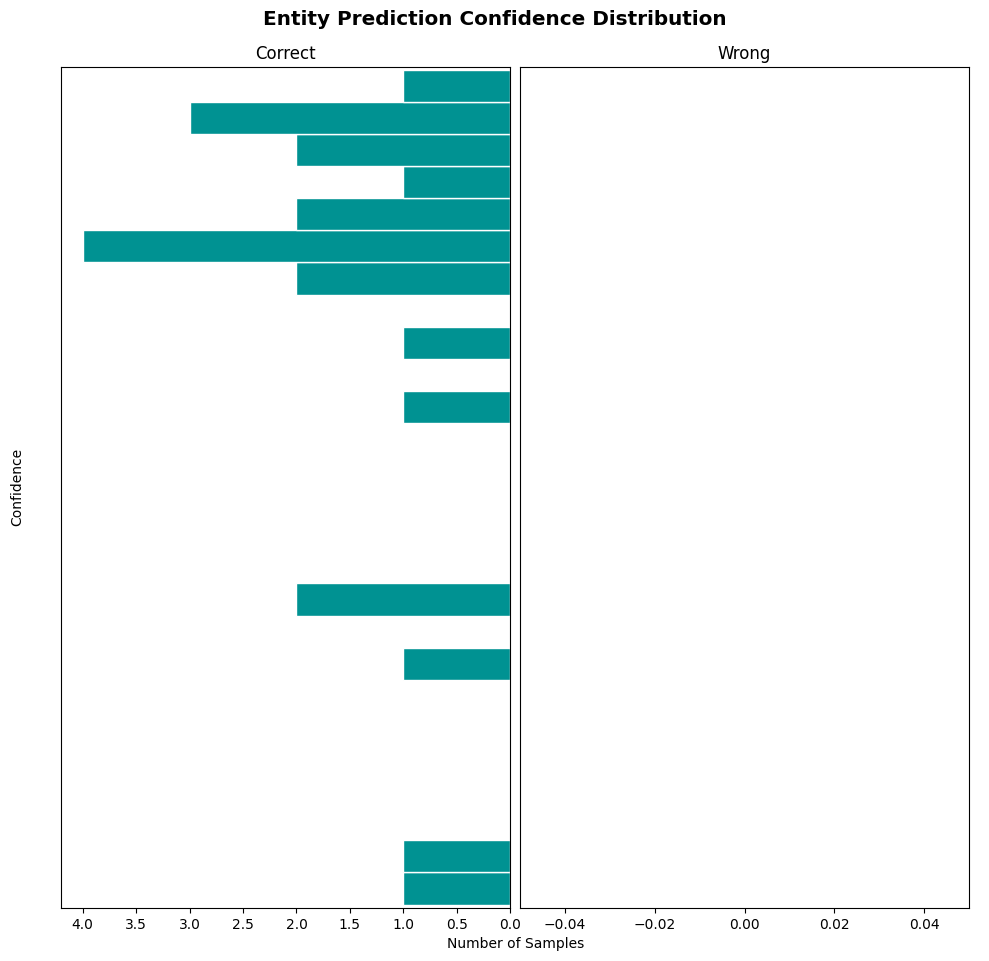 Entity Prediction Confidence Distribution
Correct
Wrong
Confidence
4.0 3.5 3.0 2.5 2.0 1.5 1.0 0.5 0.0
−0.04 −0.02 0.00 0.02 0.04
Number of Samples